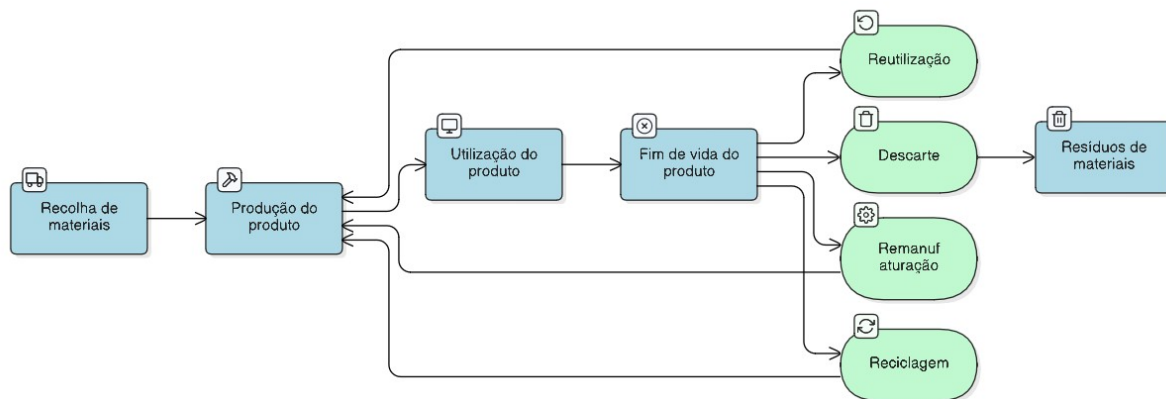 Recolha de
materiais
Produção do
produto
Utilização do
produto
Fim de vida do
produto
Reutilização
Descarte
Remanuf
aturação
Reciclagem
Resíduos de
materiais